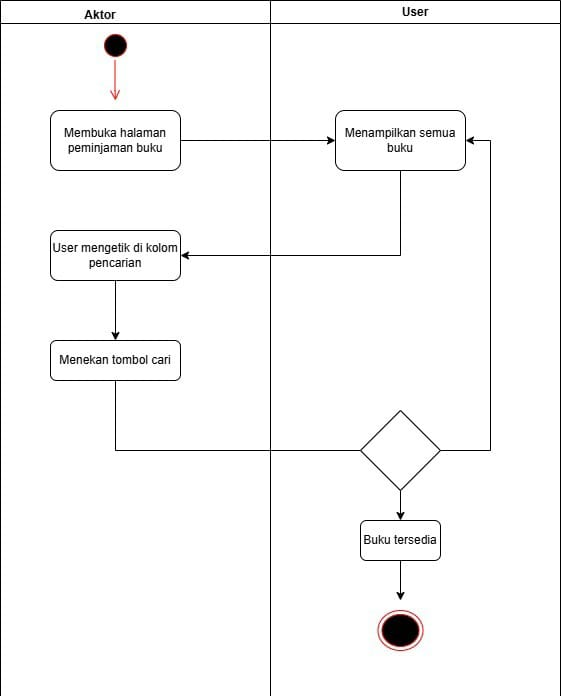 Aktor
User
Membuka halaman
peminjaman buku
Menampilkan semua
buku
User mengetik di kolom
pencarian
Menekan tombol cari
Buku tersedia